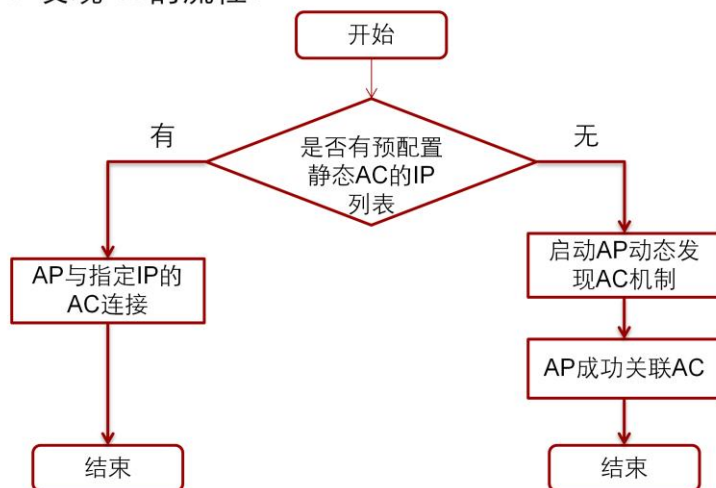 开始
有
无
是否有预配置
静态AC的IP
列表
AP与指定IP的
AC连接
启动AP动态发
现AC机制
AP成功关联AC
结束
结束